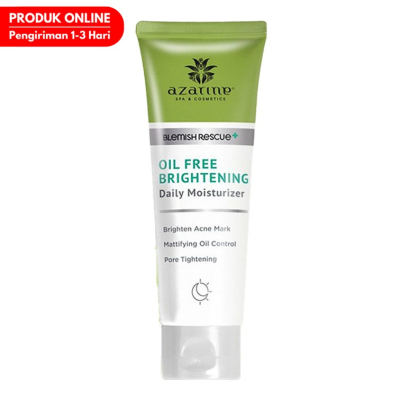 PRODUK ONLINE
Pengiriman 1-3 Hari
azarine
SPA & COSMETICS
BLEMISH RESCUE+
OIL FREE
BRIGHTENING
Daily Moisturizer
Brighten Acne Mark
Mattifying Oil Control
Pore Tightening